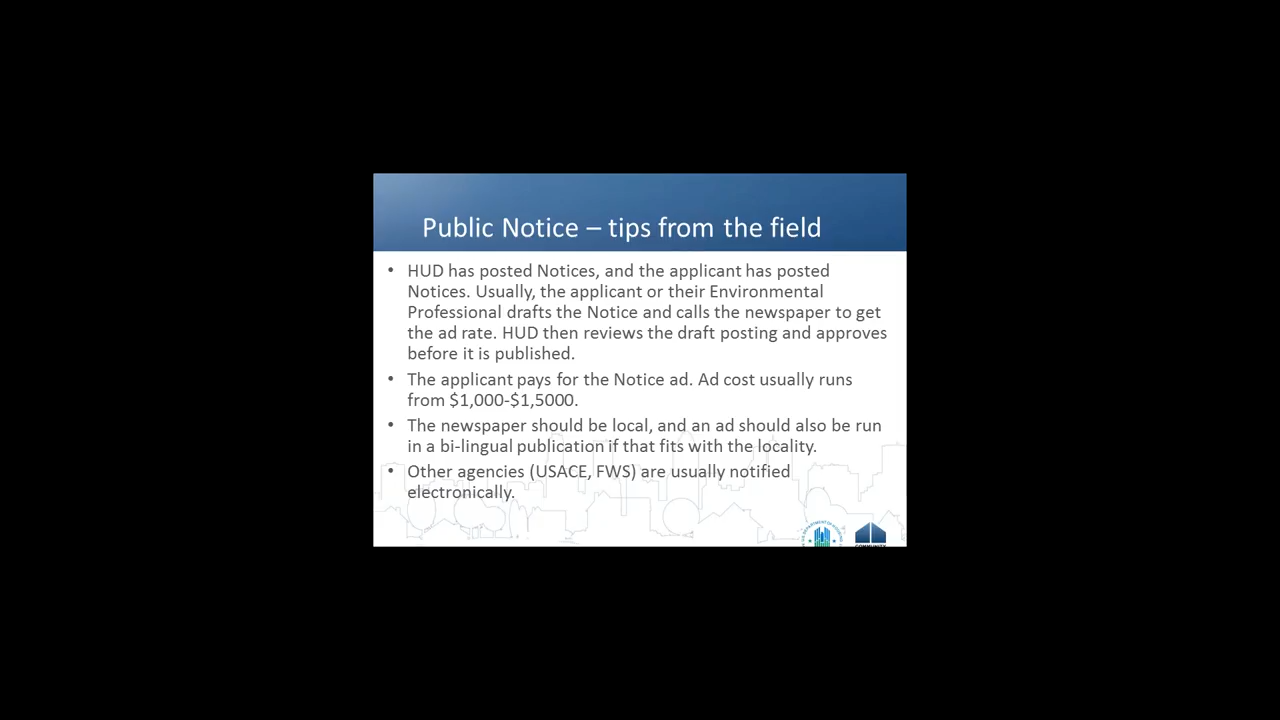 Public Notice – tips from the field
• HUD has posted Notices, and the applicant has posted
Notices. Usually, the applicant or their Environmental
Professional drafts the Notice and calls the newspaper to get
the ad rate. HUD then reviews the draft posting and approves
before it is published.
• The applicant pays for the Notice ad. Ad cost usually runs
from $1,000-$1,5000.
• The newspaper should be local, and an ad should also be run
in a bi-lingual publication if that fits with the locality.
• Other agencies (USACE, FWS) are usually notified
electronically.
COMMUNITY